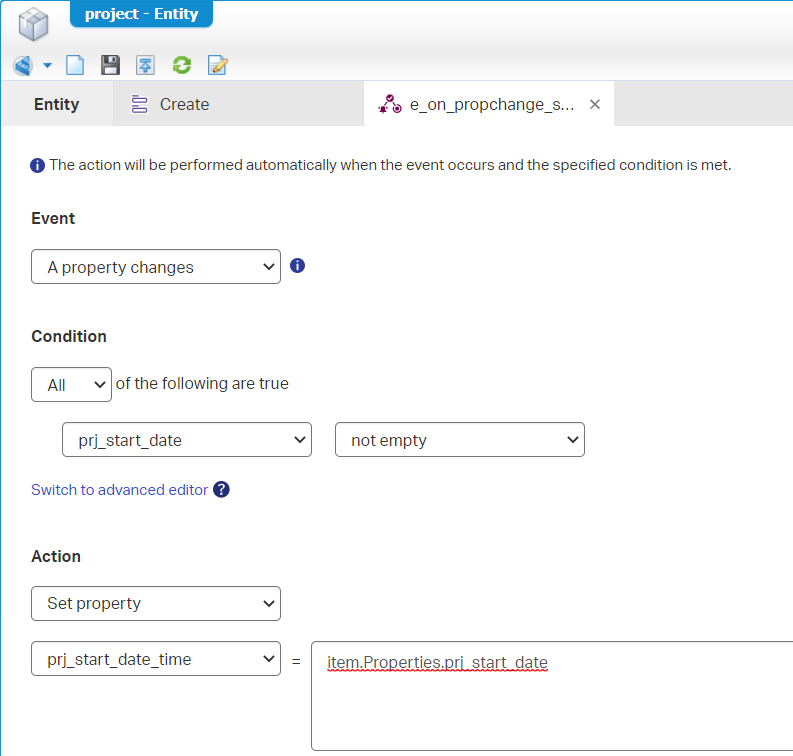 project - Entity
Entity
Create
e_on_propchange_s...
The action will be performed automatically when the event occurs and the specified condition is met.
Event
A property changes
Condition
All of the following are true
prj_start_date not empty
Switch to advanced editor ?
Action
Set property
prj_start_date_time = item.Properties.prj_start_date